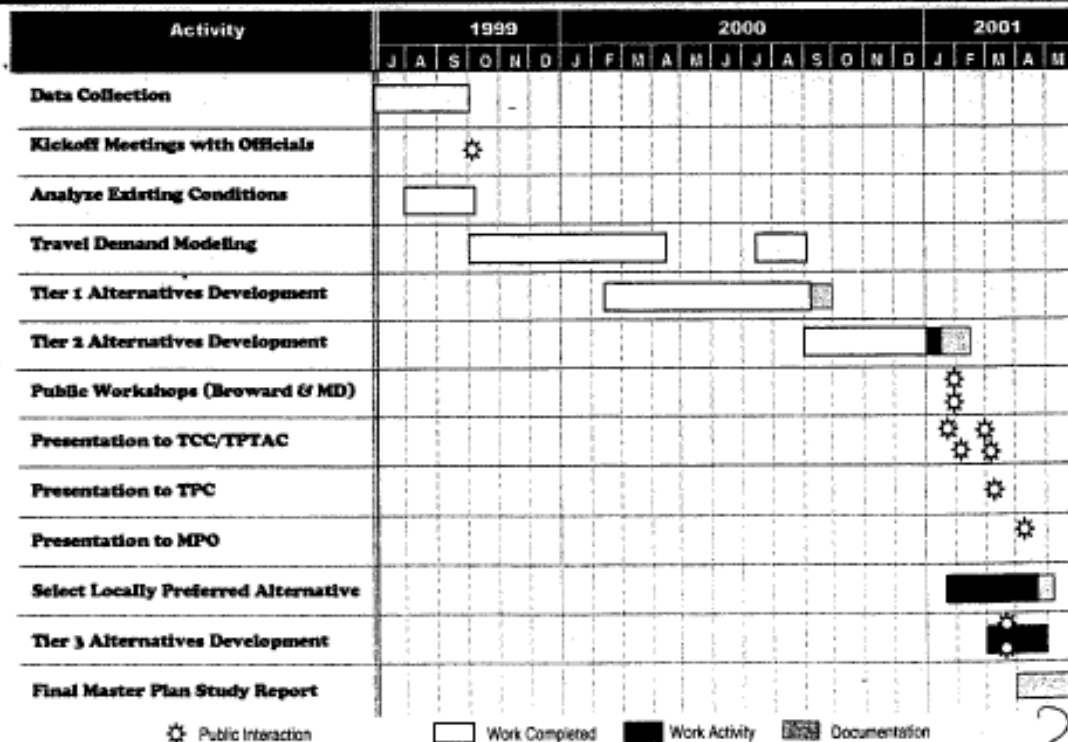 Activity 1999 2000 2001
J A S O N D J F M A M J J A S O N D J F M A M
Data Collection
Kickoff Meetings with Officials
Analyze Existing Conditions
Travel Demand Modeling
Tier 1 Alternatives Development
Tier 2 Alternatives Development
Public Workshops (Broward & MD)
Presentation to TCC/TPTAC
Presentation to TPC
Presentation to MPO
Select Locally Preferred Alternative
Tier 3 Alternatives Development
Final Master Plan Study Report
Public Interaction Work Completed Work Activity Documentation